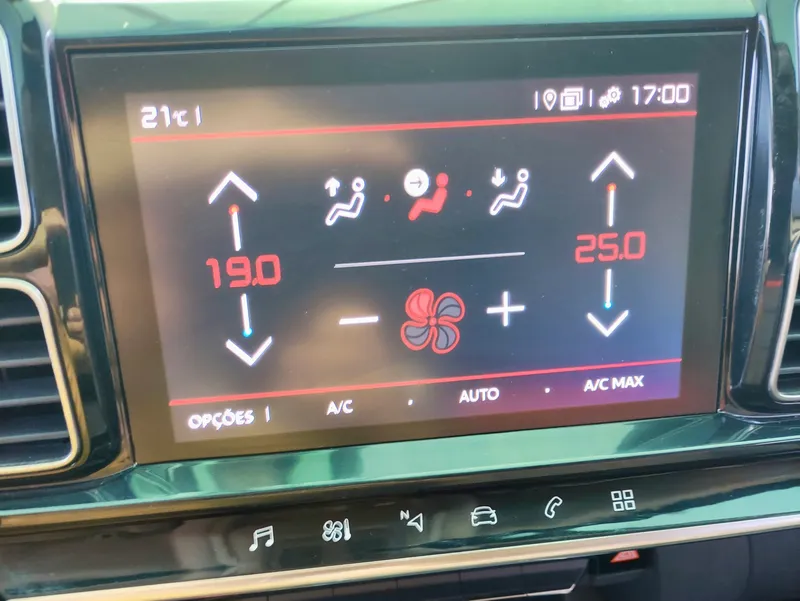 21°C 17:00
19.0 25.0
OPÇÕES A/C AUTO A/C MAX
N